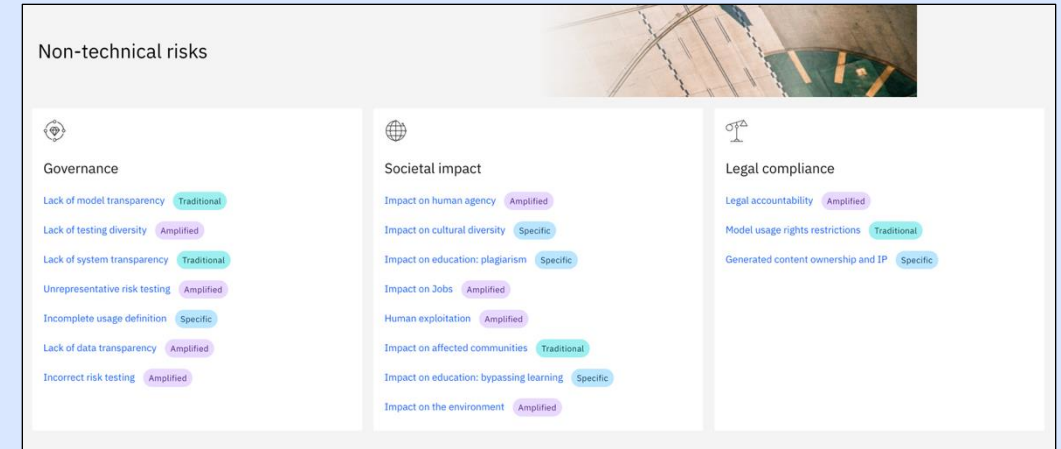 Non-technical risks
Governance
Lack of model transparency Traditional
Lack of testing diversity Amplified
Lack of system transparency Traditional
Unrepresentative risk testing Amplified
Incomplete usage definition Specific
Lack of data transparency Amplified
Incorrect risk testing Amplified
Societal impact
Impact on human agency Amplified
Impact on cultural diversity Specific
Impact on education: plagiarism Specific
Impact on Jobs Amplified
Human exploitation Amplified
Impact on affected communities Traditional
Impact on education: bypassing learning Specific
Impact on the environment Amplified
Legal compliance
Legal accountability Amplified
Model usage rights restrictions Traditional
Generated content ownership and IP Specific